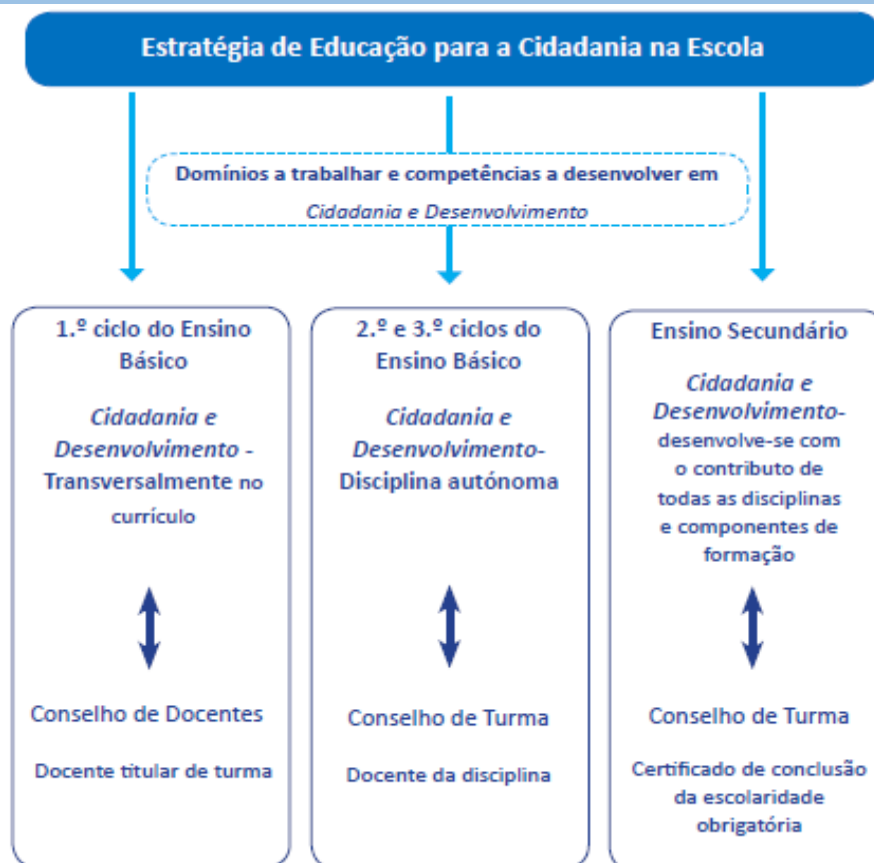 Estratégia de Educação para a Cidadania na Escola
Domínios a trabalhar e competências a desenvolver em
Cidadania e Desenvolvimento
1.º ciclo do Ensino
Básico
Cidadania e
Desenvolvimento -
Transversalmente no
currículo
Conselho de Docentes
Docente titular de turma
2.º e 3.º ciclos do
Ensino Básico
Cidadania e
Desenvolvimento-
Disciplina autónoma
Conselho de Turma
Docente da disciplina
Ensino Secundário
Cidadania e
Desenvolvimento-
desenvolve-se com
o contributo de
todas as disciplinas
e componentes de
formação
Conselho de Turma
Certificado de conclusão
da escolaridade
obrigatória